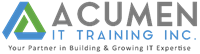 ACUMEN
IT TRAINING INC.
Your Partner in Building & Growing IT Expertise